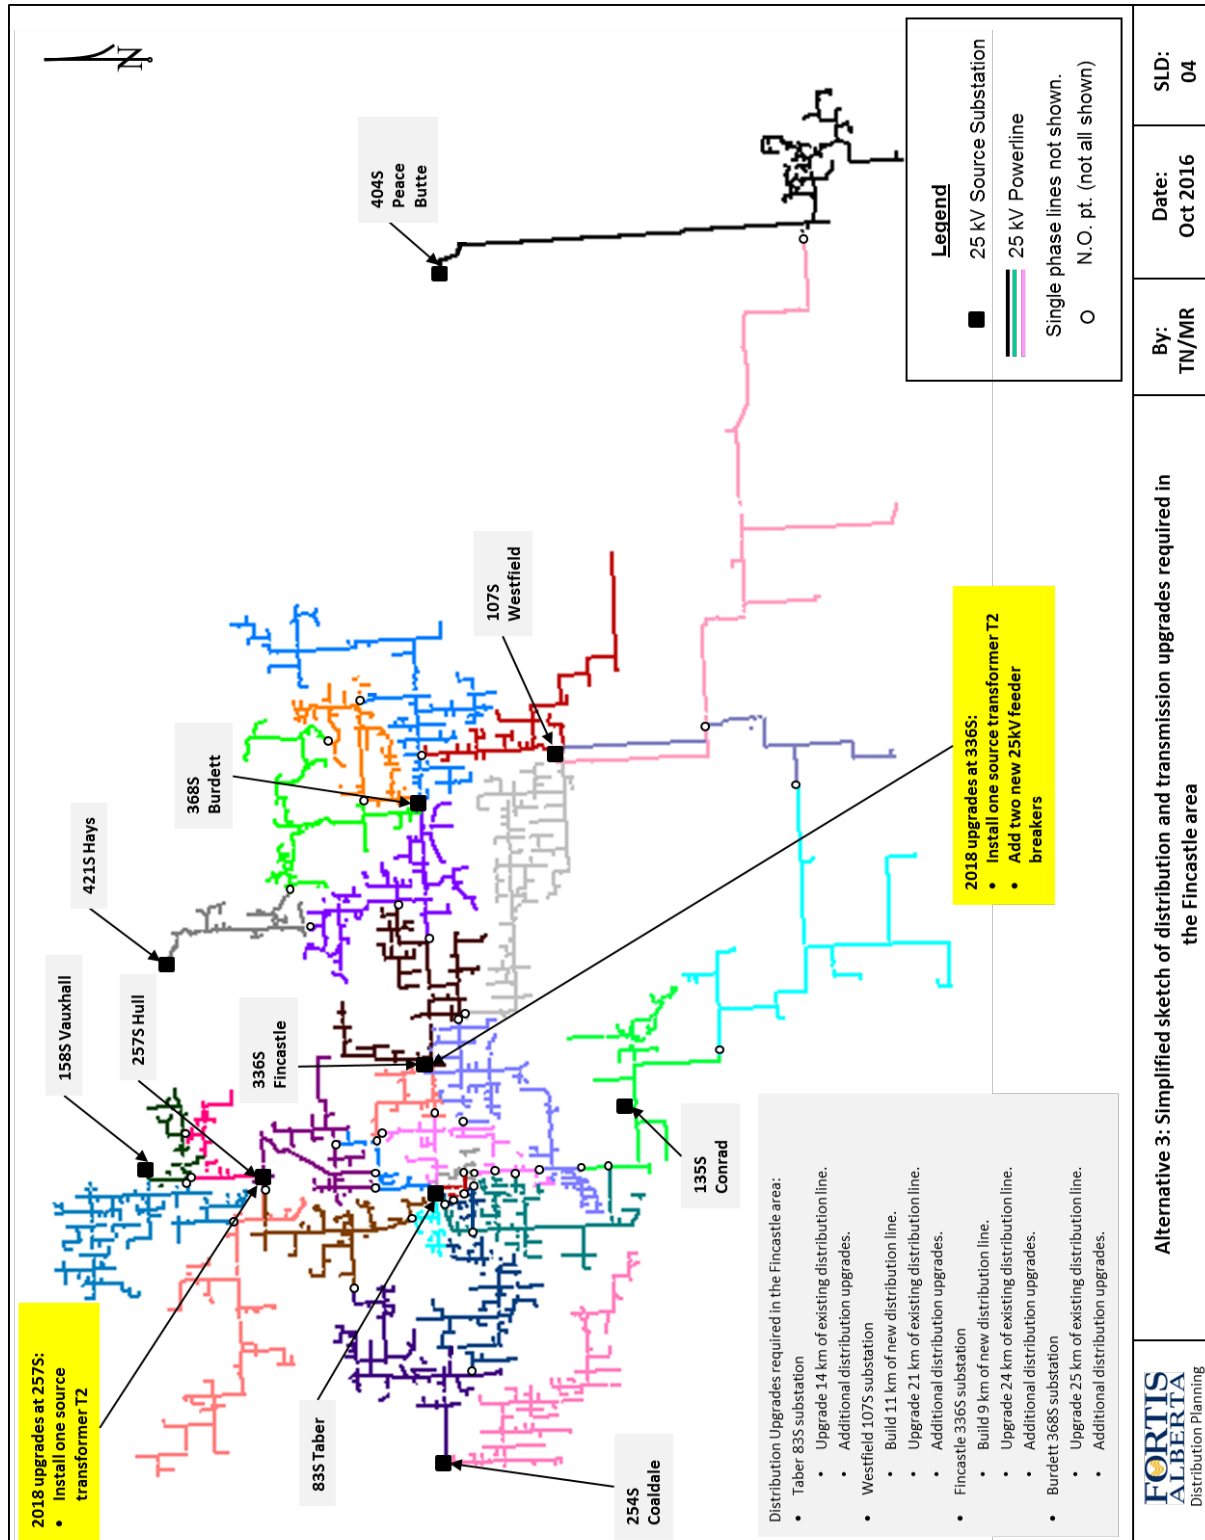 N
2018 upgrades at 257S:
• Install one source
transformer T2
158S Vauxhall
257S Hull
421S Hays
368S
Burdett
404S
Peace
Butte
336S
Fincastle
107S
Westfield
83S Taber
254S
Coaldale
135S
Conrad
2018 upgrades at 336S:
• Install one source transformer T2
• Add two new 25kV feeder
breakers
Distribution Upgrades required in the Fincastle area:
• Taber 83S substation
• Upgrade 14 km of existing distribution line.
• Additional distribution upgrades.
• Westfield 107S substation
• Build 11 km of new distribution line.
• Upgrade 21 km of existing distribution line.
• Additional distribution upgrades.
• Fincastle 336S substation
• Build 9 km of new distribution line.
• Upgrade 24 km of existing distribution line.
• Additional distribution upgrades.
• Burdett 368S substation
• Upgrade 25 km of existing distribution line.
• Additional distribution upgrades.
Legend
25 kV Source Substation
25 kV Powerline
Single phase lines not shown.
N.O. pt. (not all shown)
FORTIS
ALBERTA
Distribution Planning
Alternative 3: Simplified sketch of distribution and transmission upgrades required in
the Fincastle area
By:
TN/MR
Date:
Oct 2016
SLD:
04